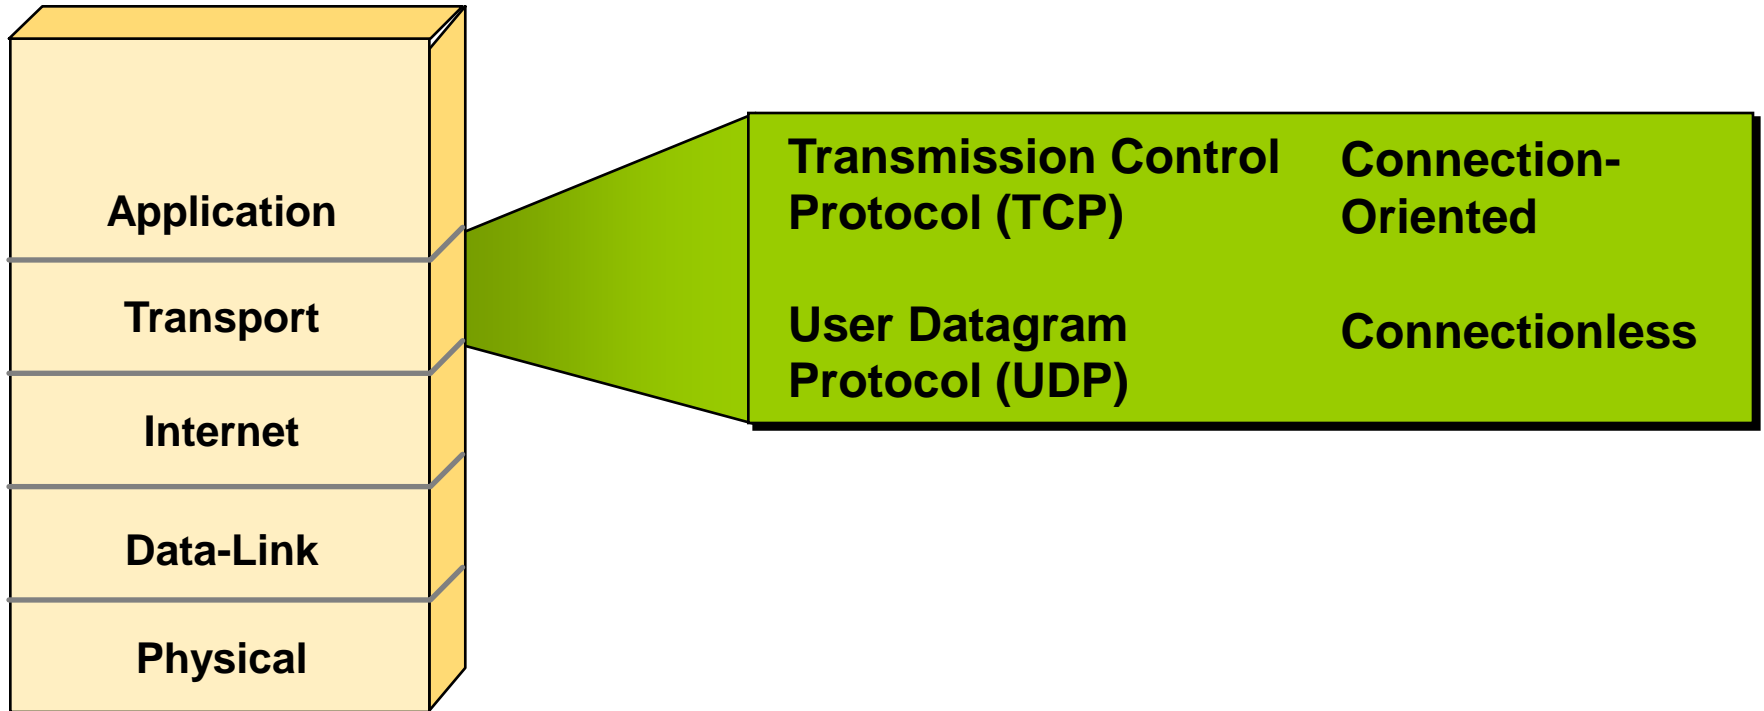 Application
Transport
Internet
Data-Link
Physical
Transmission Control
Protocol (TCP)
Connection-
Oriented
User Datagram
Protocol (UDP)
Connectionless